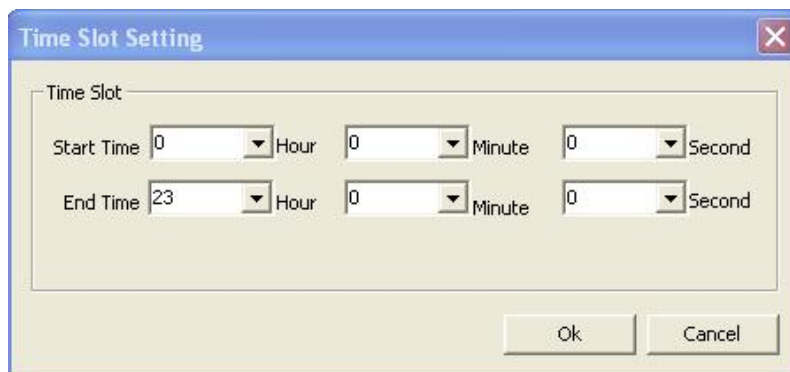 Time Slot Setting
Time Slot
Start Time 0 Hour 0 Minute 0 Second
End Time 23 Hour 0 Minute 0 Second
Ok Cancel